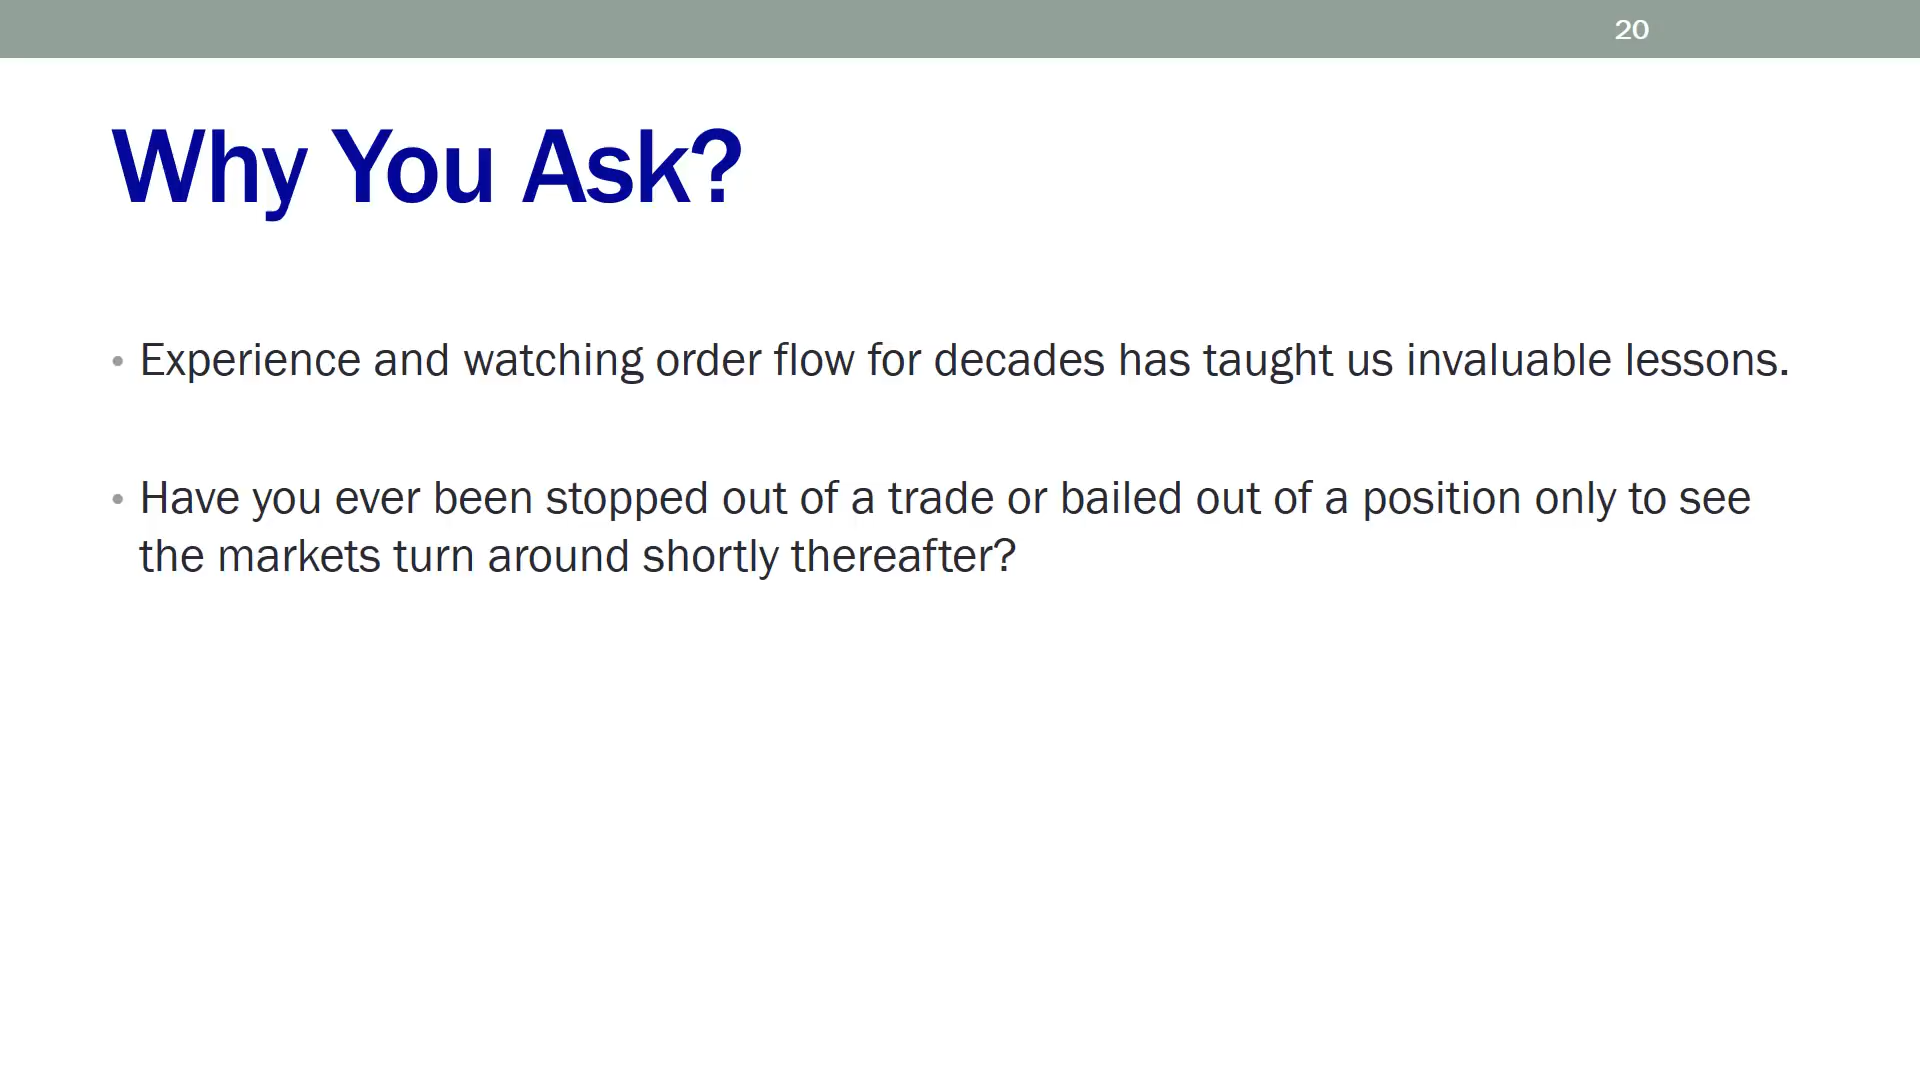 20
Why You Ask?
• Experience and watching order flow for decades has taught us invaluable lessons.
• Have you ever been stopped out of a trade or bailed out of a position only to see
the markets turn around shortly thereafter?